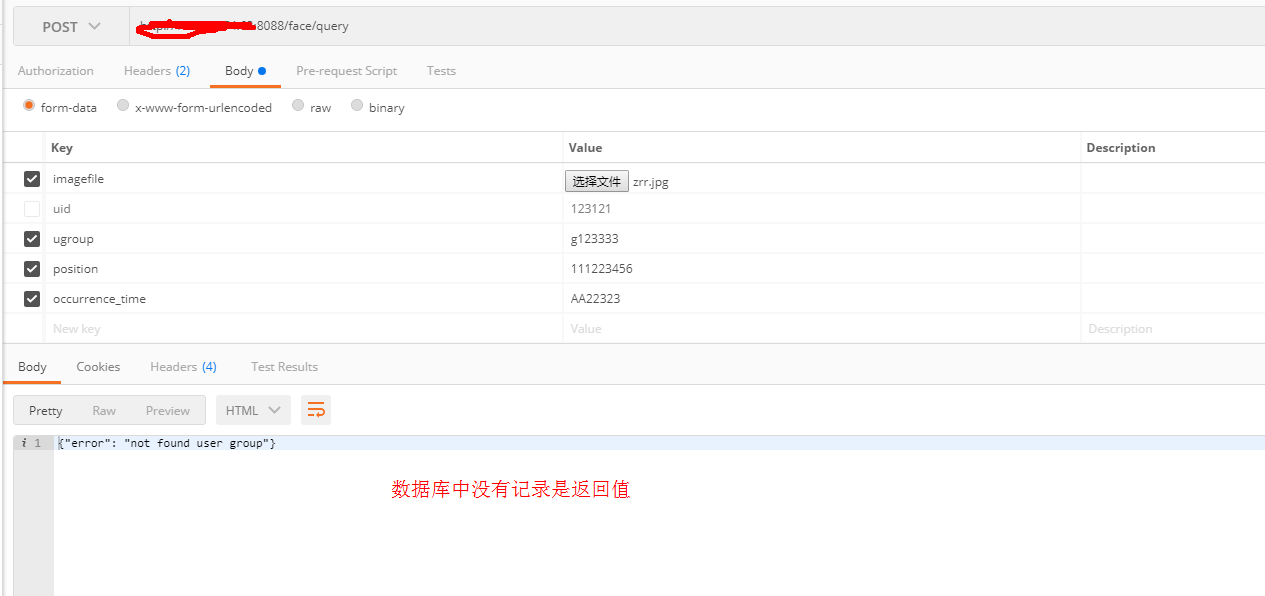 POST :8088/face/query
Authorization Headers (2) Body Pre-request Script Tests
form-data x-www-form-urlencoded raw binary
Key Value Description
imagefile 选择文件 zrr.jpg
uid 123121
ugroup g123333
position 111223456
occurrence_time AA22323
New key Value Description
Body Cookies Headers (4) Test Results
Pretty Raw Preview HTML
i 1 {"error": "not found user group"}
数据库中没有记录是返回值